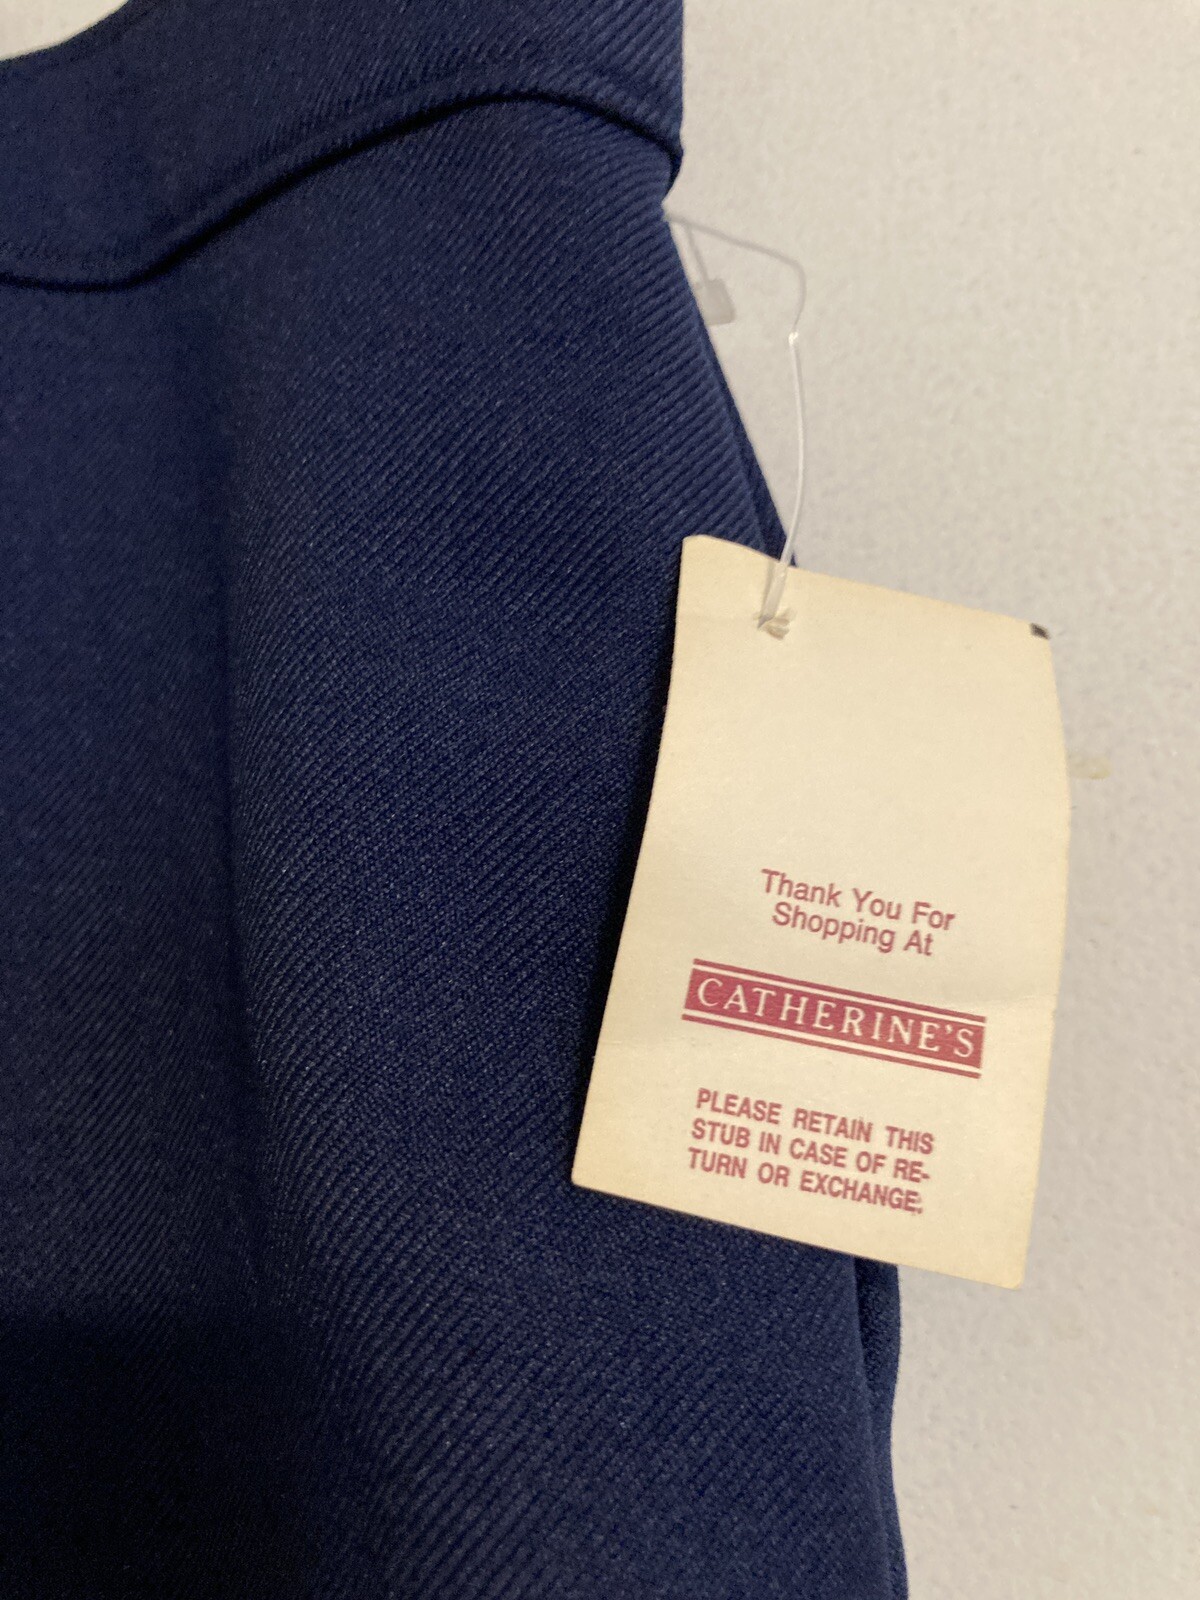 Thank You For
Shopping At
CATHERINE'S
PLEASE RETAIN THIS
STUB IN CASE OF RE-
TURN OR EXCHANGE.